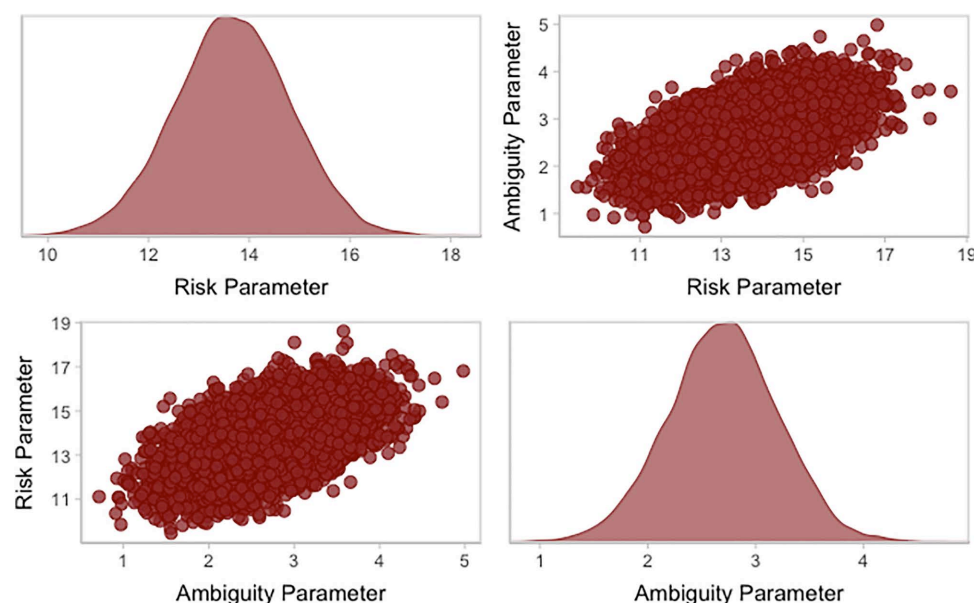 5
4
3
2
1
Ambiguity Parameter
10 12 14 16 18
11 13 15 17 19
Risk Parameter
Risk Parameter
19
17
15
13
11
Risk Parameter
1 2 3 4 5
1 2 3 4
Ambiguity Parameter
Ambiguity Parameter